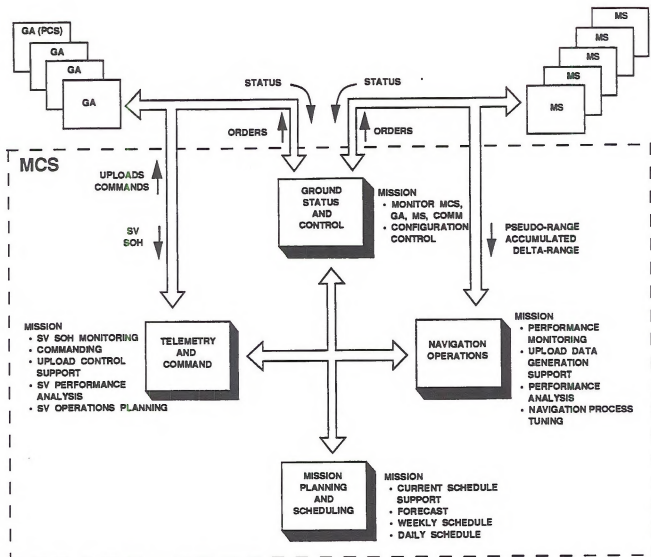 GA (PCS)
GA
GA
GA
MS
MS
MS
MS
MS
STATUS
STATUS
ORDERS
ORDERS
MCS
UPLOADS
COMMANDS
SV
SOH
GROUND
STATUS
AND
CONTROL
MISSION
• MONITOR MCS,
GA, MS, COMM
• CONFIGURATION
CONTROL
PSEUDO-RANGE
ACCUMULATED
DELTA-RANGE
MISSION
• SV SOH MONITORING
• COMMANDING
• UPLOAD CONTROL
SUPPORT
• SV PERFORMANCE
ANALYSIS
• SV OPERATIONS PLANNING
TELEMETRY
AND
COMMAND
NAVIGATION
OPERATIONS
MISSION
• PERFORMANCE
MONITORING
• UPLOAD DATA
GENERATION
SUPPORT
• PERFORMANCE
ANALYSIS
• NAVIGATION PROCESS
TUNING
MISSION
PLANNING
AND
SCHEDULING
MISSION
• CURRENT SCHEDULE
SUPPORT
• FORECAST
• WEEKLY SCHEDULE
• DAILY SCHEDULE